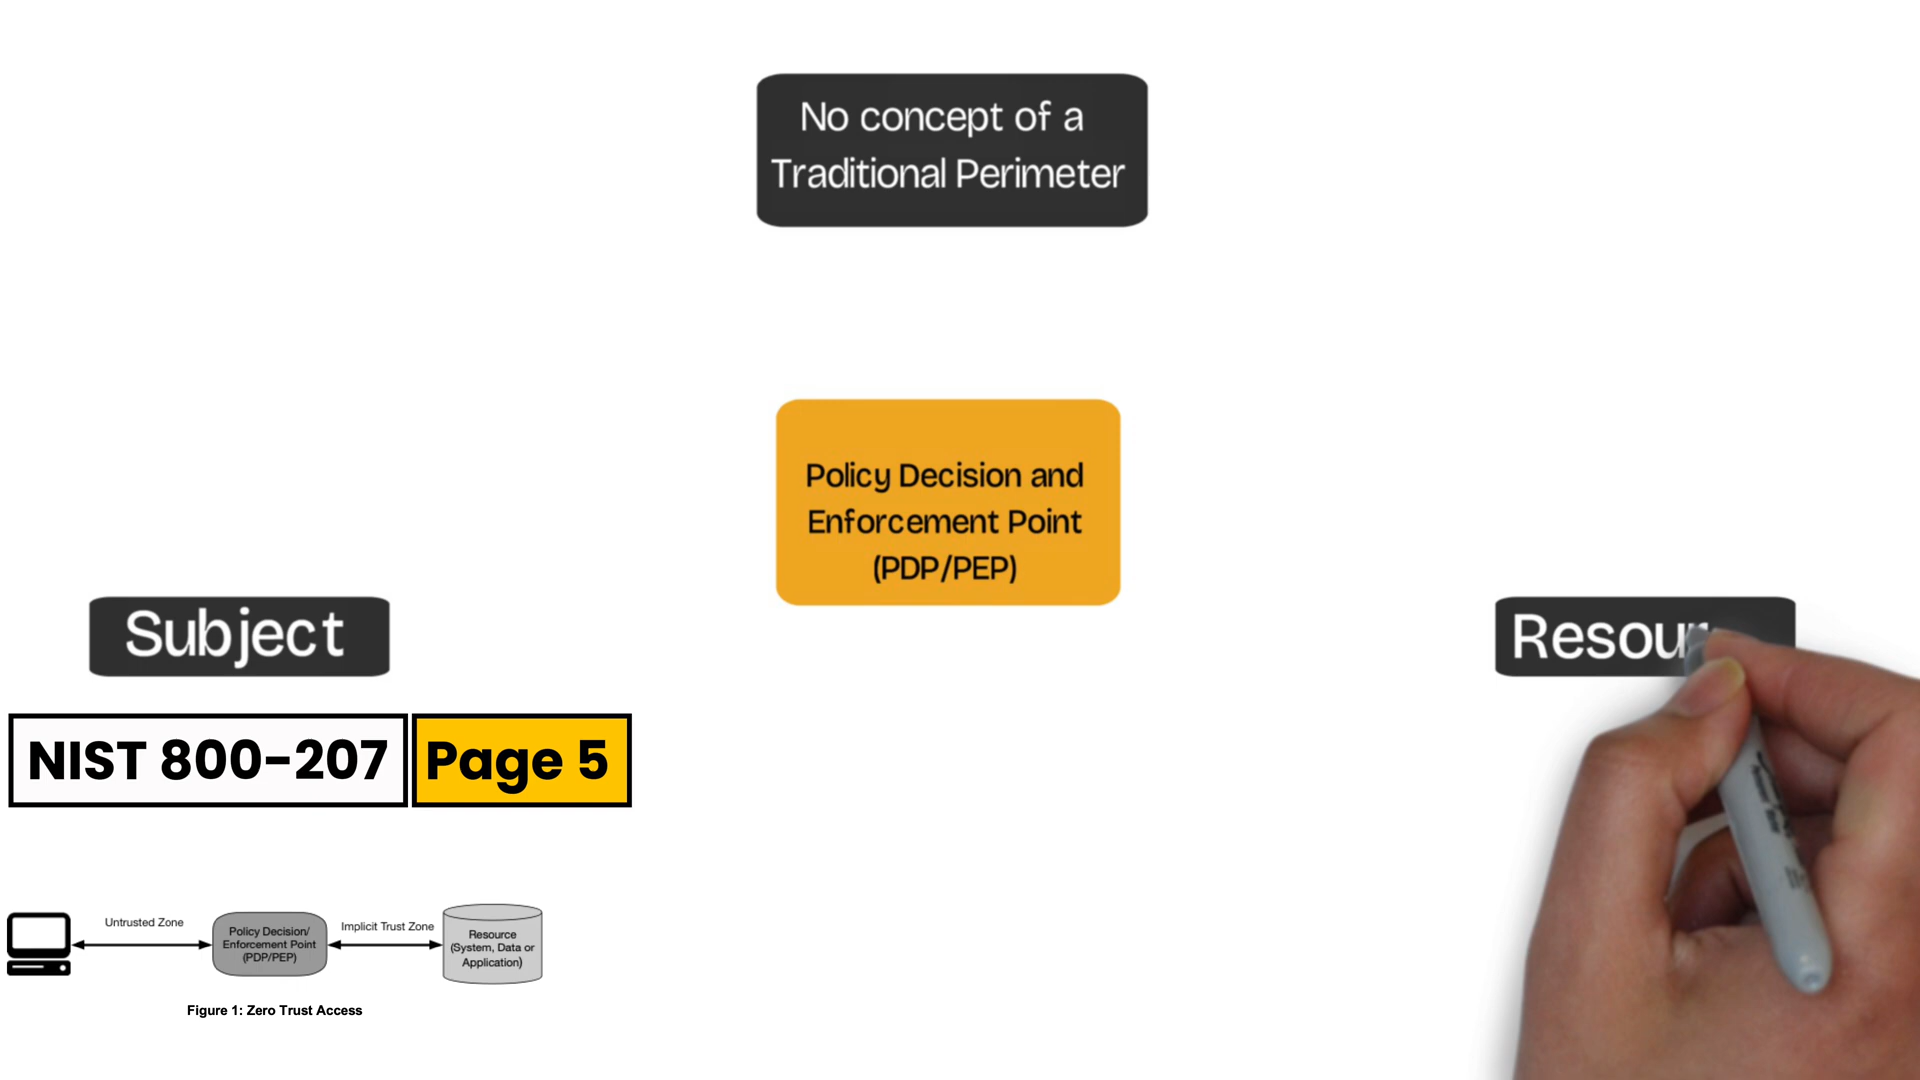 No concept of a
Traditional Perimeter
Policy Decision and
Enforcement Point
(PDP/PEP)
Subject
Resour
NIST 800-207
Page 5
Untrusted Zone
Policy Decision/
Enforcement Point
(PDP/PEP)
Implicit Trust Zone
Resource
(System, Data or
Application)
Figure 1: Zero Trust Access